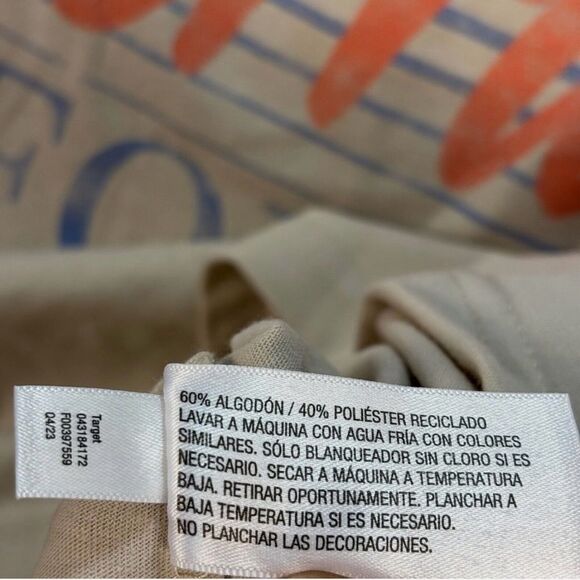 60% ALGODÓN / 40% POLIÉSTER RECICLADO
LAVAR A MÁQUINA CON AGUA FRÍA CON COLORES
SIMILARES. SÓLO BLANQUEADOR SIN CLORO SI ES
NECESARIO. SECAR A MÁQUINA A TEMPERATURA
BAJA. RETIRAR OPORTUNAMENTE. PLANCHAR A
BAJA TEMPERATURA SI ES NECESARIO.
NO PLANCHAR LAS DECORACIONES.
Target
043184172
F00397559
04/23